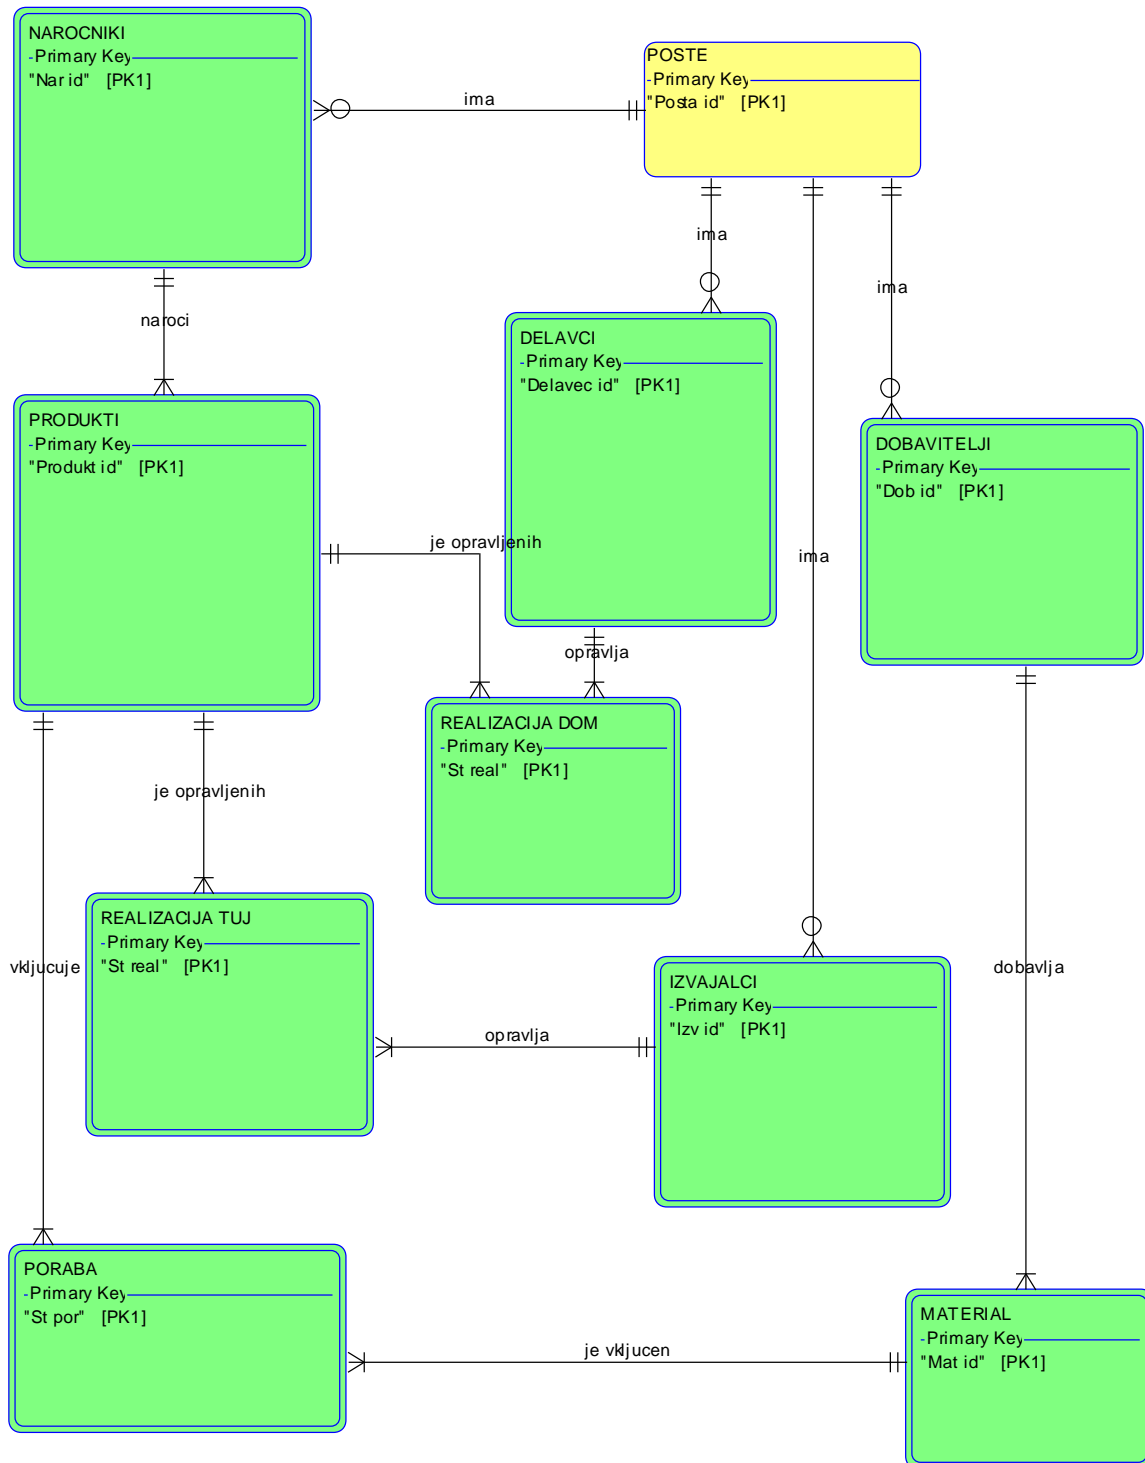 NAROCNIKI
-Primary Key
"Nar id" [PK1]
POSTE
-Primary Key
"Posta id" [PK1]
ima
ima
ima
ima
naroci
DELAVCI
-Primary Key
"Delavec id" [PK1]
PRODUKTI
-Primary Key
"Produkt id" [PK1]
DOBAVITELJI
-Primary Key
"Dob id" [PK1]
je opravljenih
opravlja
REALIZACIJA DOM
-Primary Key
"St real" [PK1]
je opravljenih
REALIZACIJA TUJ
-Primary Key
"St real" [PK1]
vkljucuje
IZVAJALCI
-Primary Key
"Izv id" [PK1]
dobavlja
opravlja
PORABA
-Primary Key
"St por" [PK1]
MATERIAL
-Primary Key
"Mat id" [PK1]
je vkljucen